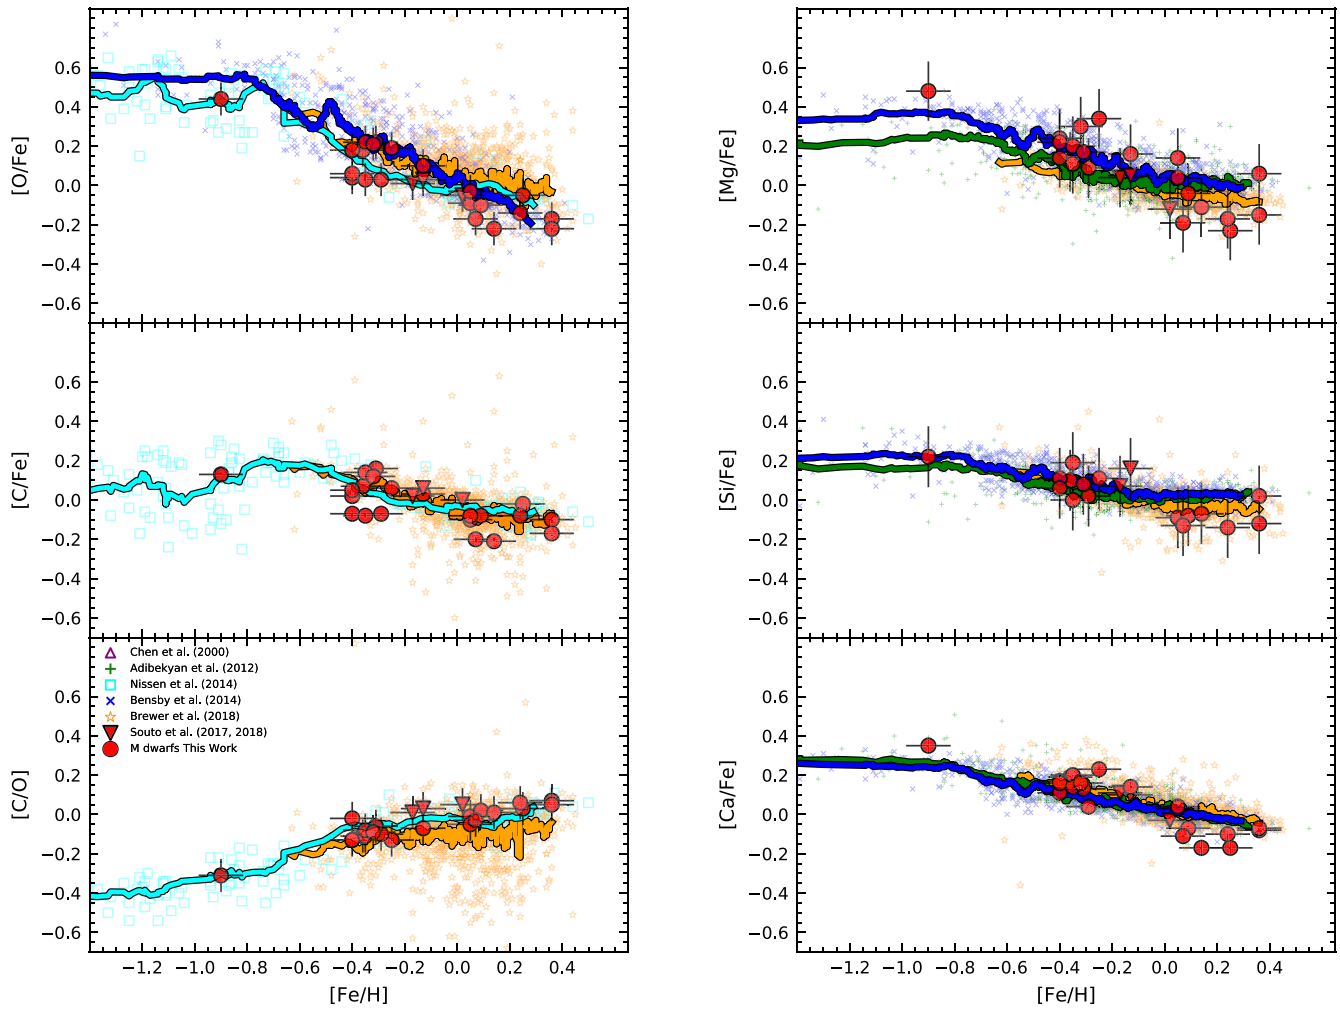 0.6
0.4
0.2
0.0
−0.2
−0.4
−0.6
[O/Fe]
0.6
0.4
0.2
0.0
−0.2
−0.4
−0.6
[Mg/Fe]
0.6
0.4
0.2
0.0
−0.2
−0.4
−0.6
[C/Fe]
0.6
0.4
0.2
0.0
−0.2
−0.4
−0.6
[Si/Fe]
Chen et al. (2000)
Adibekyan et al. (2012)
Nissen et al. (2014)
Bensby et al. (2014)
Brewer et al. (2018)
Souto et al. (2017, 2018)
M dwarfs This Work
0.6
0.4
0.2
0.0
−0.2
−0.4
−0.6
[C/O]
−1.2 −1.0 −0.8 −0.6 −0.4 −0.2 0.0 0.2 0.4
[Fe/H]
0.6
0.4
0.2
0.0
−0.2
−0.4
−0.6
[Ca/Fe]
−1.2 −1.0 −0.8 −0.6 −0.4 −0.2 0.0 0.2 0.4
[Fe/H]